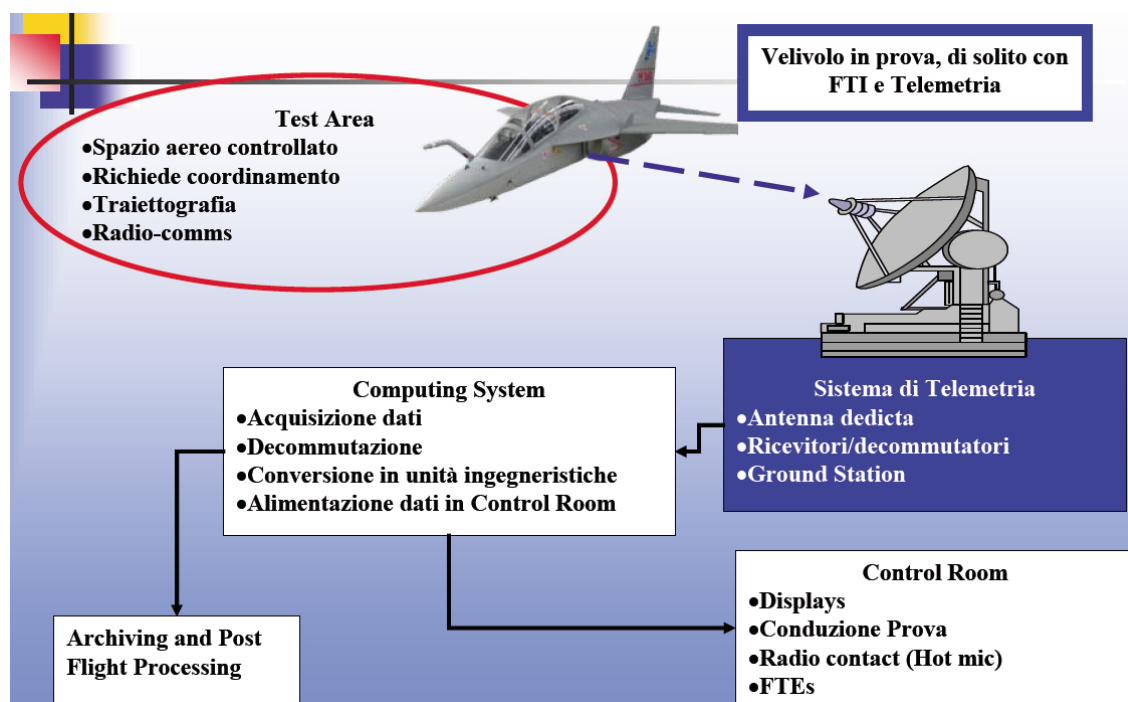 Velivolo in prova, di solito con
FTI e Telemetria
Test Area
•Spazio aereo controllato
•Richiede coordinamento
•Traiettografia
•Radio-comms
Computing System
•Acquisizione dati
•Decommutazione
•Conversione in unità ingegneristiche
•Alimentazione dati in Control Room
Sistema di Telemetria
•Antenna dedicta
•Ricevitori/decommutatori
•Ground Station
Control Room
•Displays
•Conduzione Prova
•Radio contact (Hot mic)
•FTEs
Archiving and Post
Flight Processing